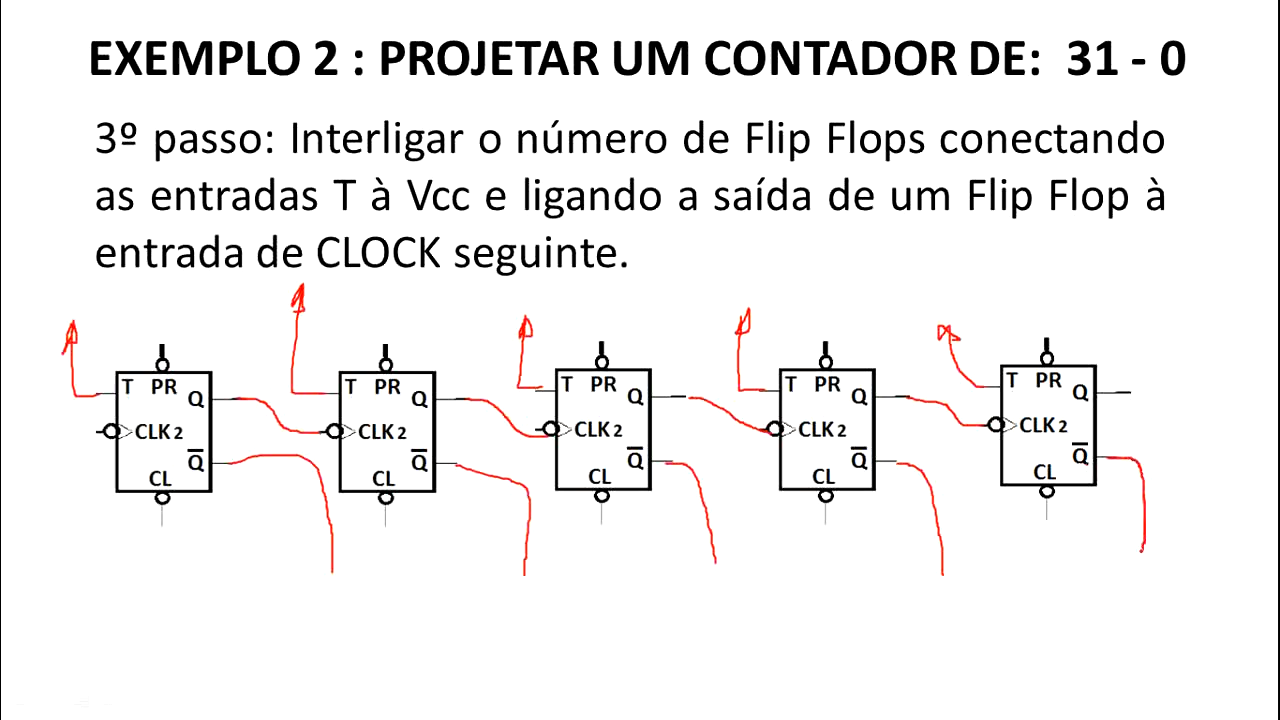 EXEMPLO 2 : PROJETAR UM CONTADOR DE: 31 - 0
3º passo: Interligar o número de Flip Flops conectando
as entradas T à Vcc e ligando a saída de um Flip Flop à
entrada de CLOCK seguinte.
T PR Q
CLK 2
Q̅
CL
T PR Q
CLK 2
Q̅
CL
T PR Q
CLK 2
Q̅
CL
T PR Q
CLK 2
Q̅
CL
T PR Q
CLK 2
Q̅
CL